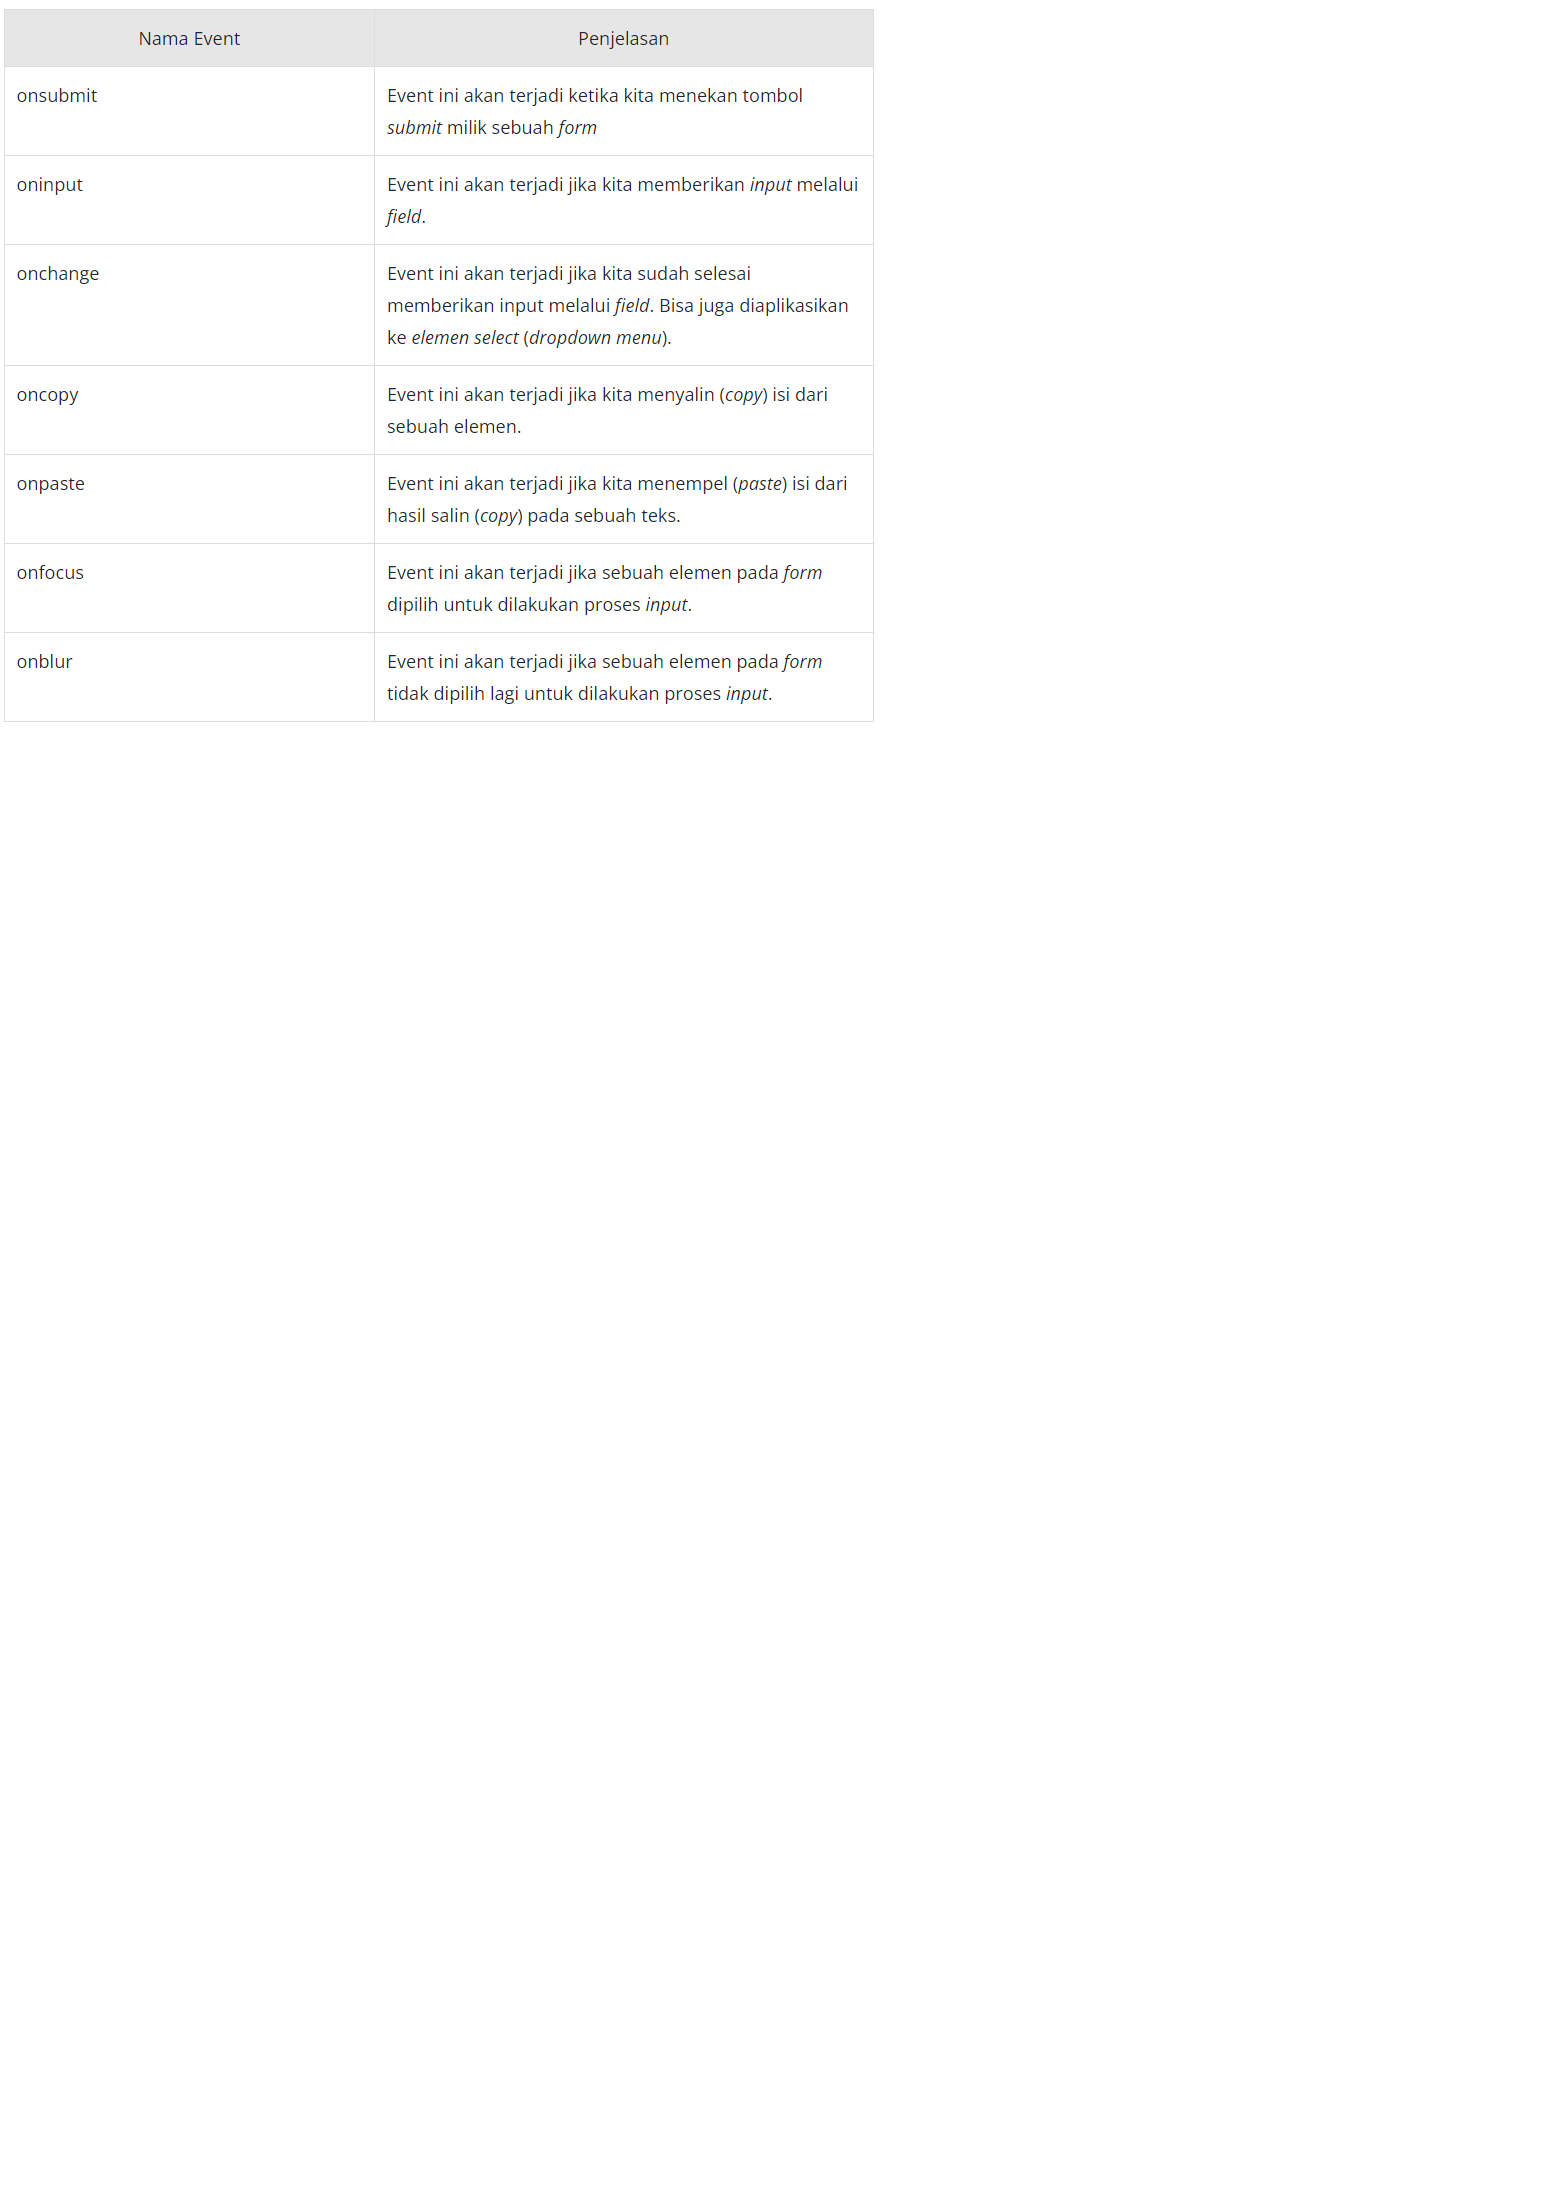 Nama Event
Penjelasan
onsubmit
Event ini akan terjadi ketika kita menekan tombol
submit milik sebuah form
oninput
Event ini akan terjadi jika kita memberikan input melalui
field.
onchange
Event ini akan terjadi jika kita sudah selesai
memberikan input melalui field. Bisa juga diaplikasikan
ke elemen select (dropdown menu).
oncopy
Event ini akan terjadi jika kita menyalin (copy) isi dari
sebuah elemen.
onpaste
Event ini akan terjadi jika kita menempel (paste) isi dari
hasil salin (copy) pada sebuah teks.
onfocus
Event ini akan terjadi jika sebuah elemen pada form
dipilih untuk dilakukan proses input.
onblur
Event ini akan terjadi jika sebuah elemen pada form
tidak dipilih lagi untuk dilakukan proses input.